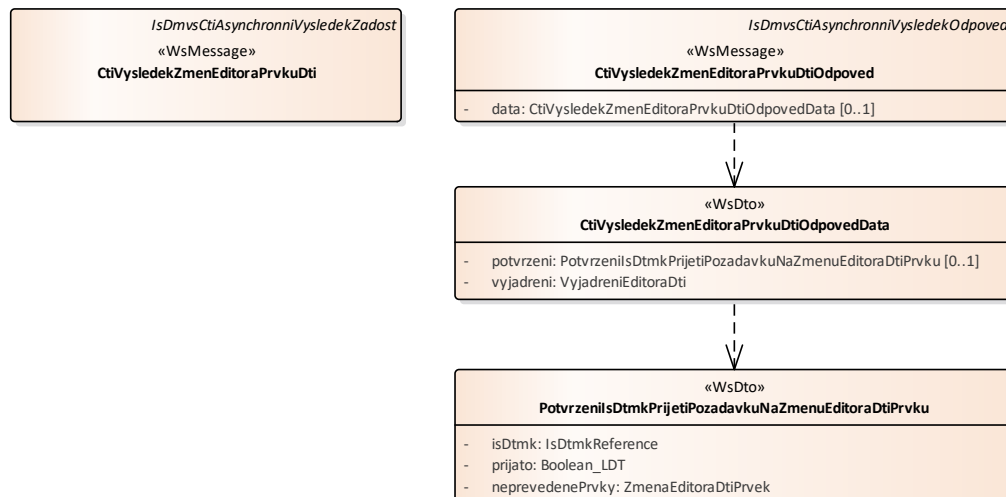 IsDmvsCtiAsynchronniVysledekZadost
«WsMessage»
CtiVysledekZmenEditoraPrvkuDti
IsDmvsCtiAsynchronniVysledekOdpoved
«WsMessage»
CtiVysledekZmenEditoraPrvkuDtiOdpoved
- data: CtiVysledekZmenEditoraPrvkuDtiOdpovedData [0..1]
«WsDto»
CtiVysledekZmenEditoraPrvkuDtiOdpovedData
- potvrzeni: PotvrzeniIsDtmkPrijetiPozadavkuNaZmenuEditoraDtiPrvku [0..1]
- vyjadreni: VyjadreniEditoraDti
«WsDto»
PotvrzeniIsDtmkPrijetiPozadavkuNaZmenuEditoraDtiPrvku
- isDtmk: IsDtmkReference
- prijato: Boolean_LDT
- neprevedenePrvky: ZmenaEditoraDtiPrvek